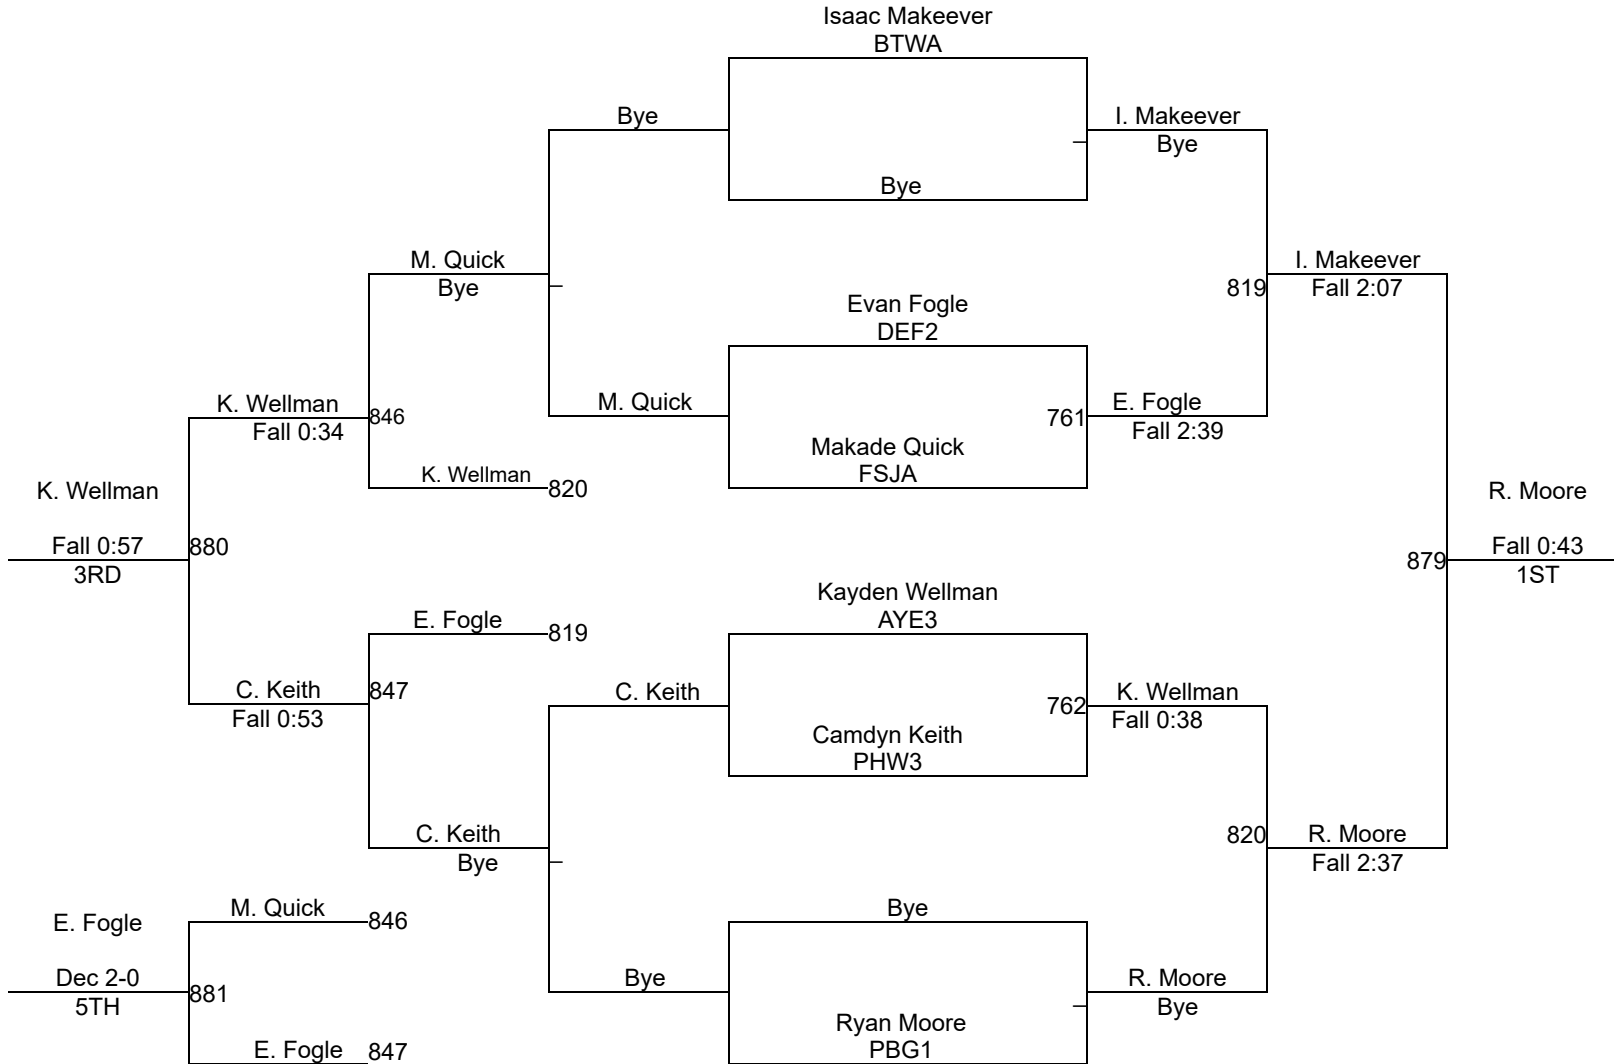 Isaac Makeever
BTWA
Bye
I. Makeever
Bye
Bye
M. Quick
Bye
I. Makeever
819
Fall 2:07
Evan Fogle
DEF2
M. Quick
761
E. Fogle
Fall 2:39
K. Wellman
846
Fall 0:34
Makade Quick
FSJA
K. Wellman
820
K. Wellman
Fall 0:57
880
3RD
R. Moore
879
Fall 0:43
1ST
Kayden Wellman
AYE3
E. Fogle
819
C. Keith
847
Fall 0:53
C. Keith
762
K. Wellman
Fall 0:38
Camdyn Keith
PHW3
C. Keith
Bye
820
R. Moore
Fall 2:37
M. Quick
846
E. Fogle
Dec 2-0
881
5TH
E. Fogle
847
Bye
Bye
R. Moore
Bye
Ryan Moore
PBG1